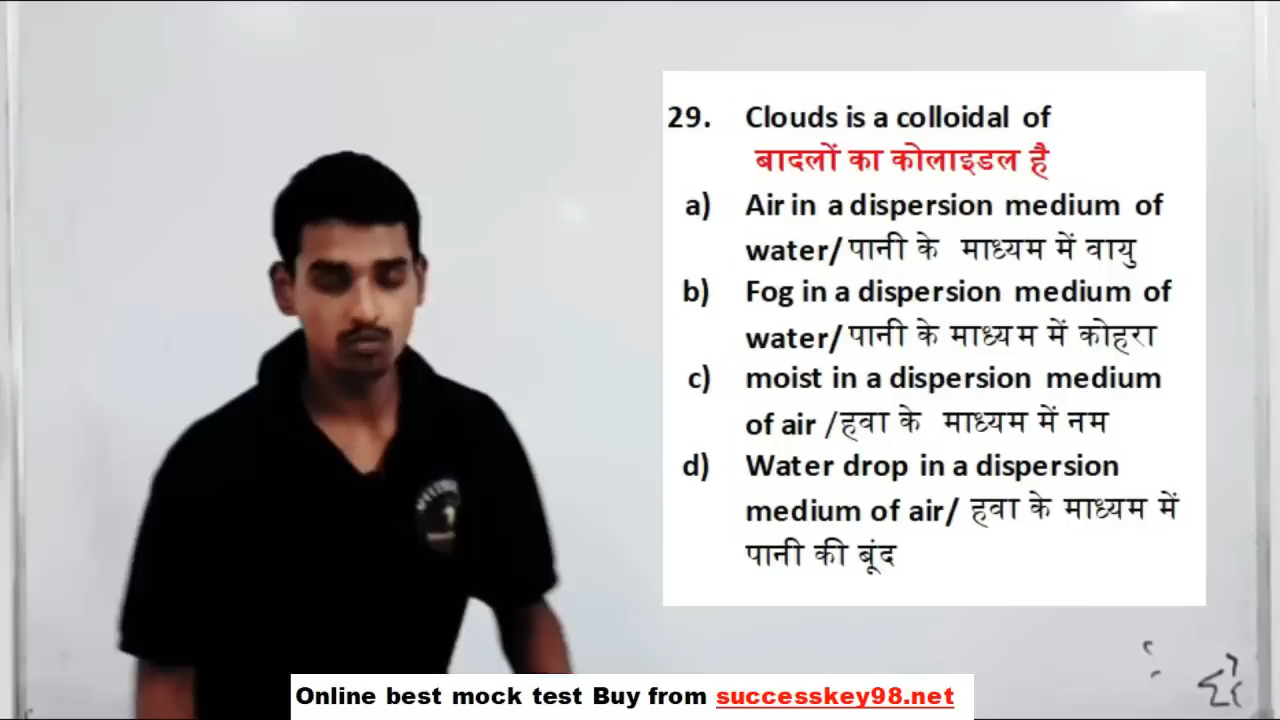 29. Clouds is a colloidal of
बादलों का कोलाइडल है
a) Air in a dispersion medium of
water/पानी के माध्यम में वायु
b) Fog in a dispersion medium of
water/पानी के माध्यम में कोहरा
c) moist in a dispersion medium
of air /हवा के माध्यम में नम
d) Water drop in a dispersion
medium of air/ हवा के माध्यम में
पानी की बूंद
Online best mock test Buy from successkey98.net